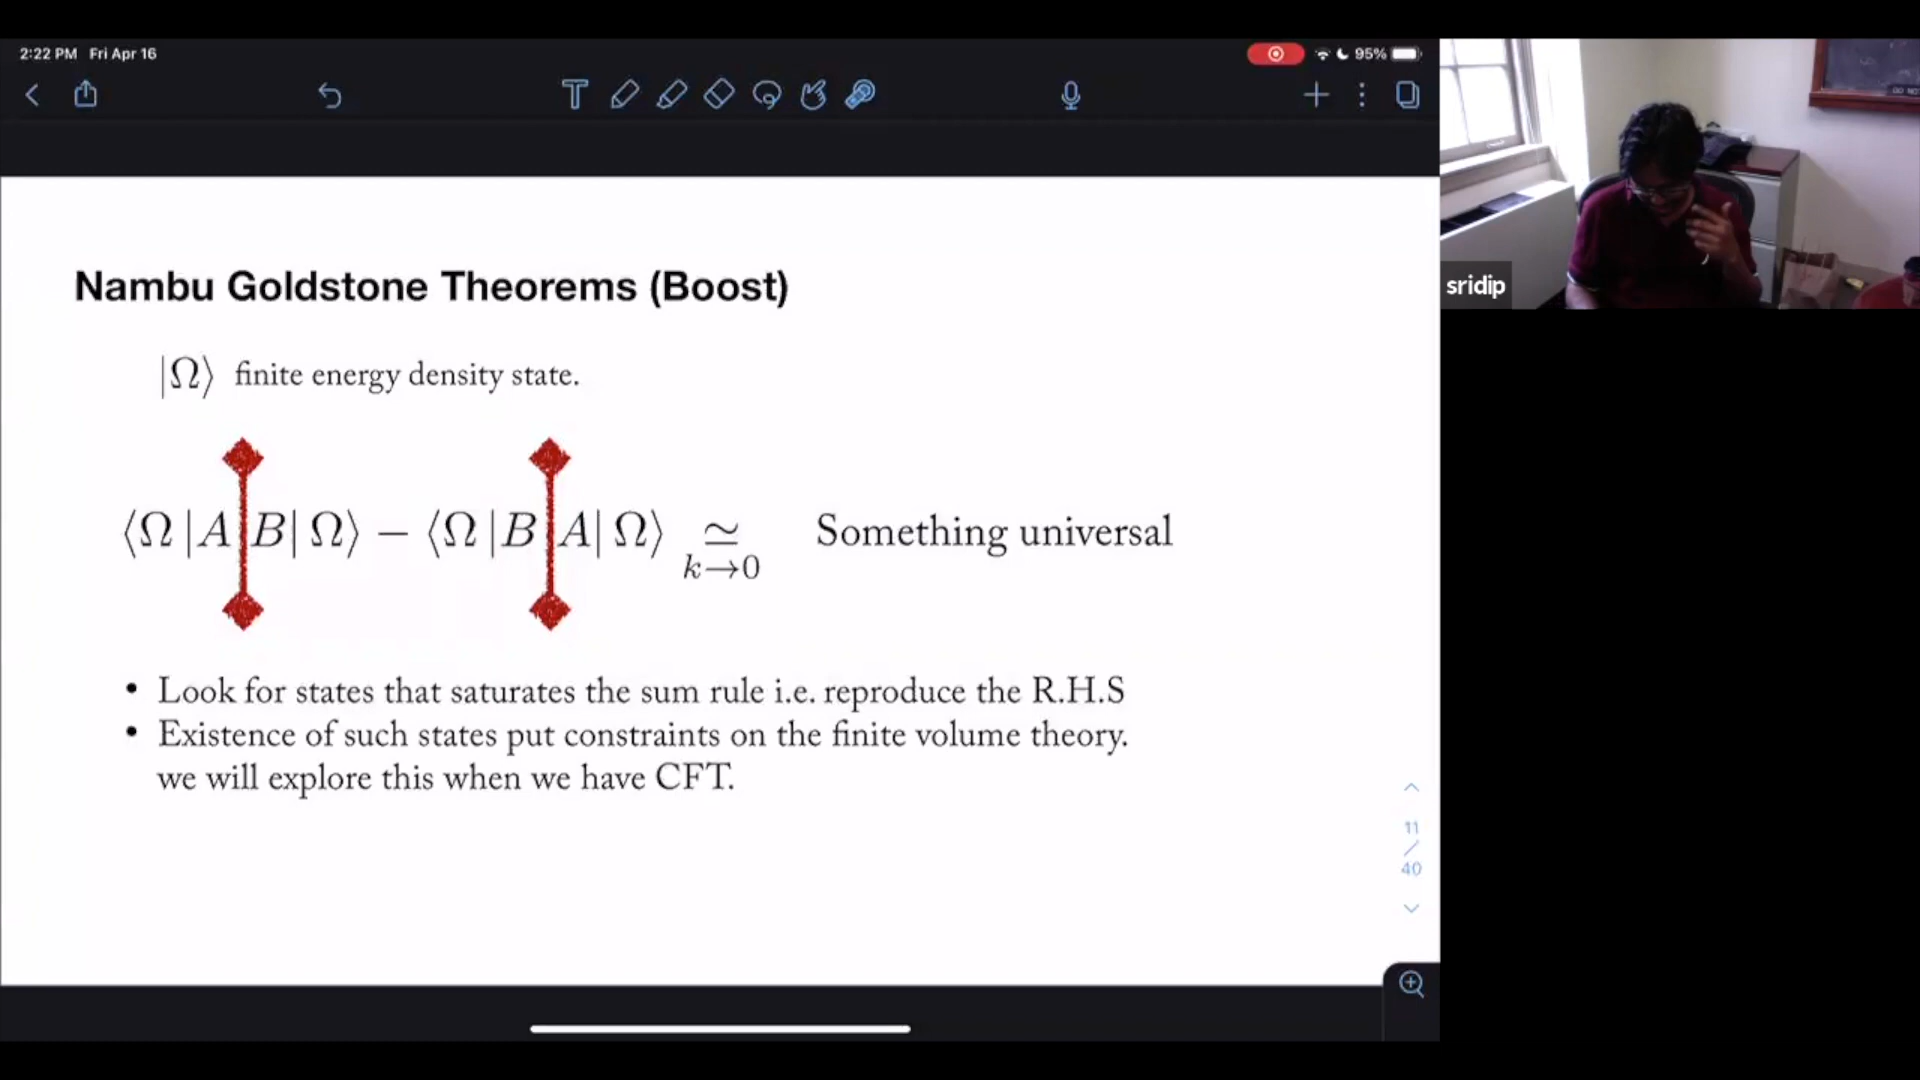 2:22 PM Fri Apr 16
95%
Nambu Goldstone Theorems (Boost)
|Ω⟩ finite energy density state.
⟨Ω|A B|Ω⟩ − ⟨Ω|B A|Ω⟩ ≃ Something universal
k→0
• Look for states that saturates the sum rule i.e. reproduce the R.H.S
• Existence of such states put constraints on the finite volume theory.
we will explore this when we have CFT.
11
/
40
sridip
DO NO